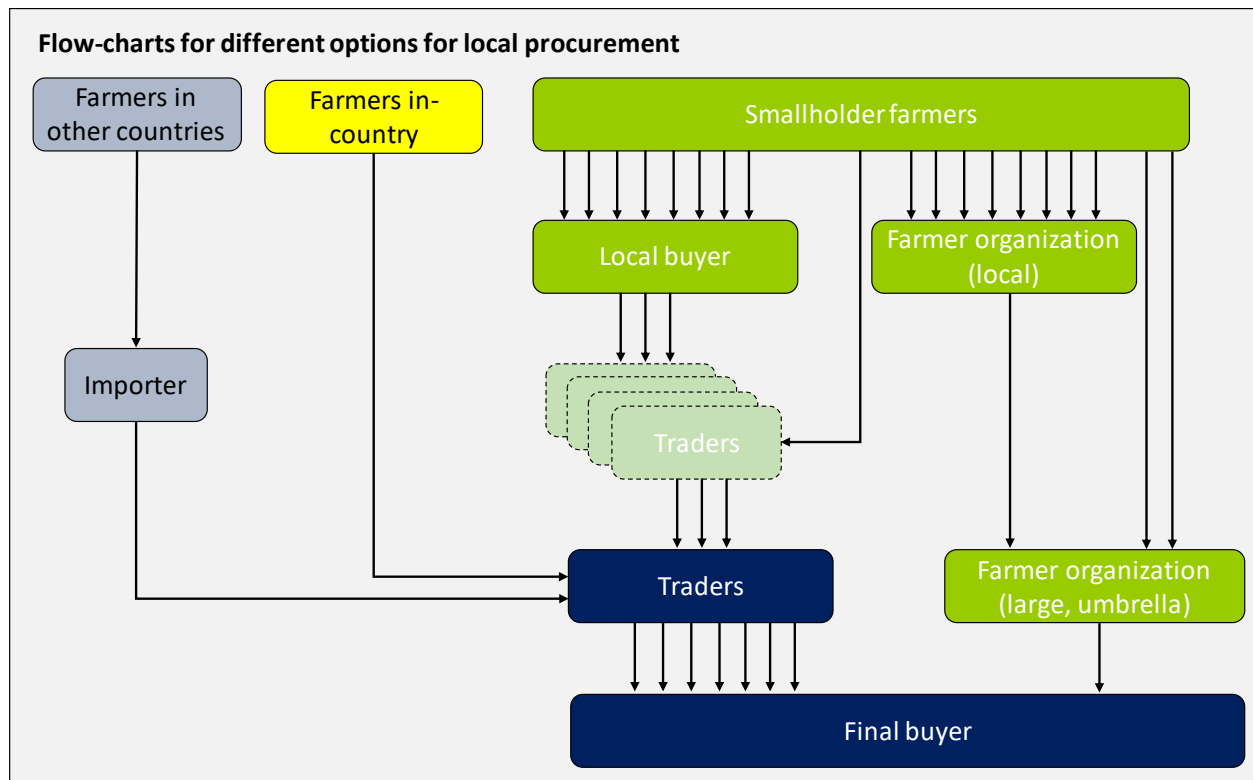 Flow-charts for different options for local procurement
Farmers in
other countries
Farmers in-
country
Smallholder farmers
Local buyer
Farmer organization
(local)
Importer
Traders
Traders
Farmer organization
(large, umbrella)
Final buyer